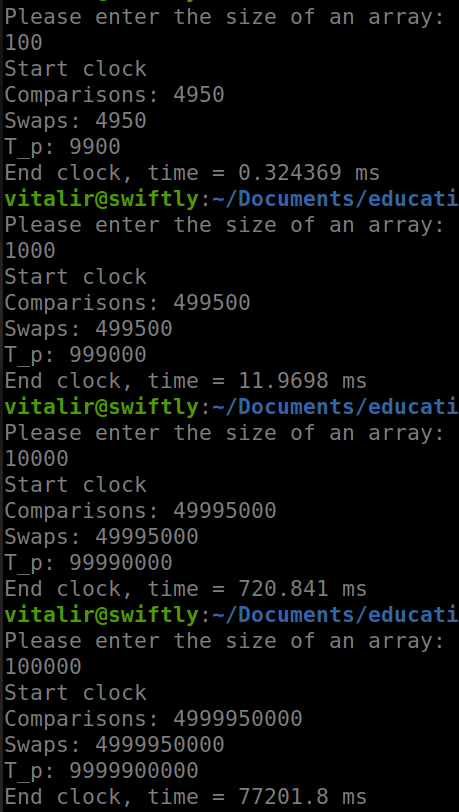 Please enter the size of an array:
100
Start clock
Comparisons: 4950
Swaps: 4950
T_p: 9900
End clock, time = 0.324369 ms
vitalir@swiftly:~/Documents/educati
Please enter the size of an array:
1000
Start clock
Comparisons: 499500
Swaps: 499500
T_p: 999000
End clock, time = 11.9698 ms
vitalir@swiftly:~/Documents/educati
Please enter the size of an array:
10000
Start clock
Comparisons: 49995000
Swaps: 49995000
T_p: 99990000
End clock, time = 720.841 ms
vitalir@swiftly:~/Documents/educati
Please enter the size of an array:
100000
Start clock
Comparisons: 4999950000
Swaps: 4999950000
T_p: 9999900000
End clock, time = 77201.8 ms